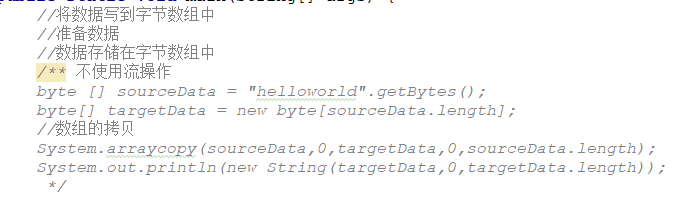 //将数据写到字节数组中
//准备数据
//数据存储在字节数组中
/** 不使用流操作
byte [] sourceData = "helloworld".getBytes();
byte[] targetData = new byte[sourceData.length];
//数组的拷贝
System.arraycopy(sourceData,0,targetData,0,sourceData.length);
System.out.println(new String(targetData,0,targetData.length));
*/